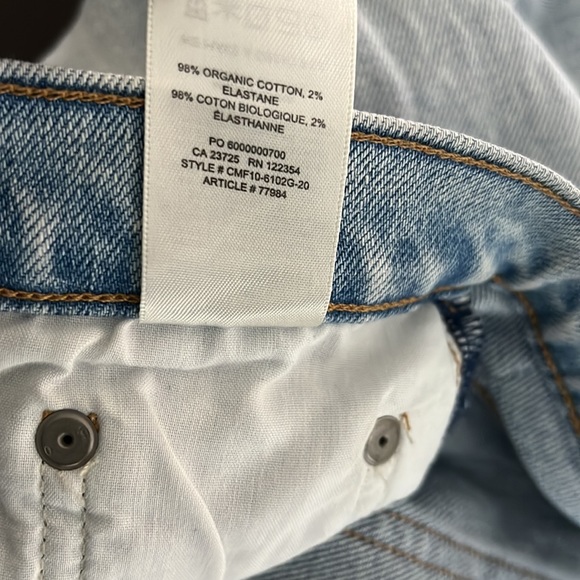 98% ORGANIC COTTON, 2%
ELASTANE
98% COTON BIOLOGIQUE, 2%
ÉLASTHANNE
PO 6000000700
CA 23725 RN 122354
STYLE # CMF10-6102G-20
ARTICLE # 77984